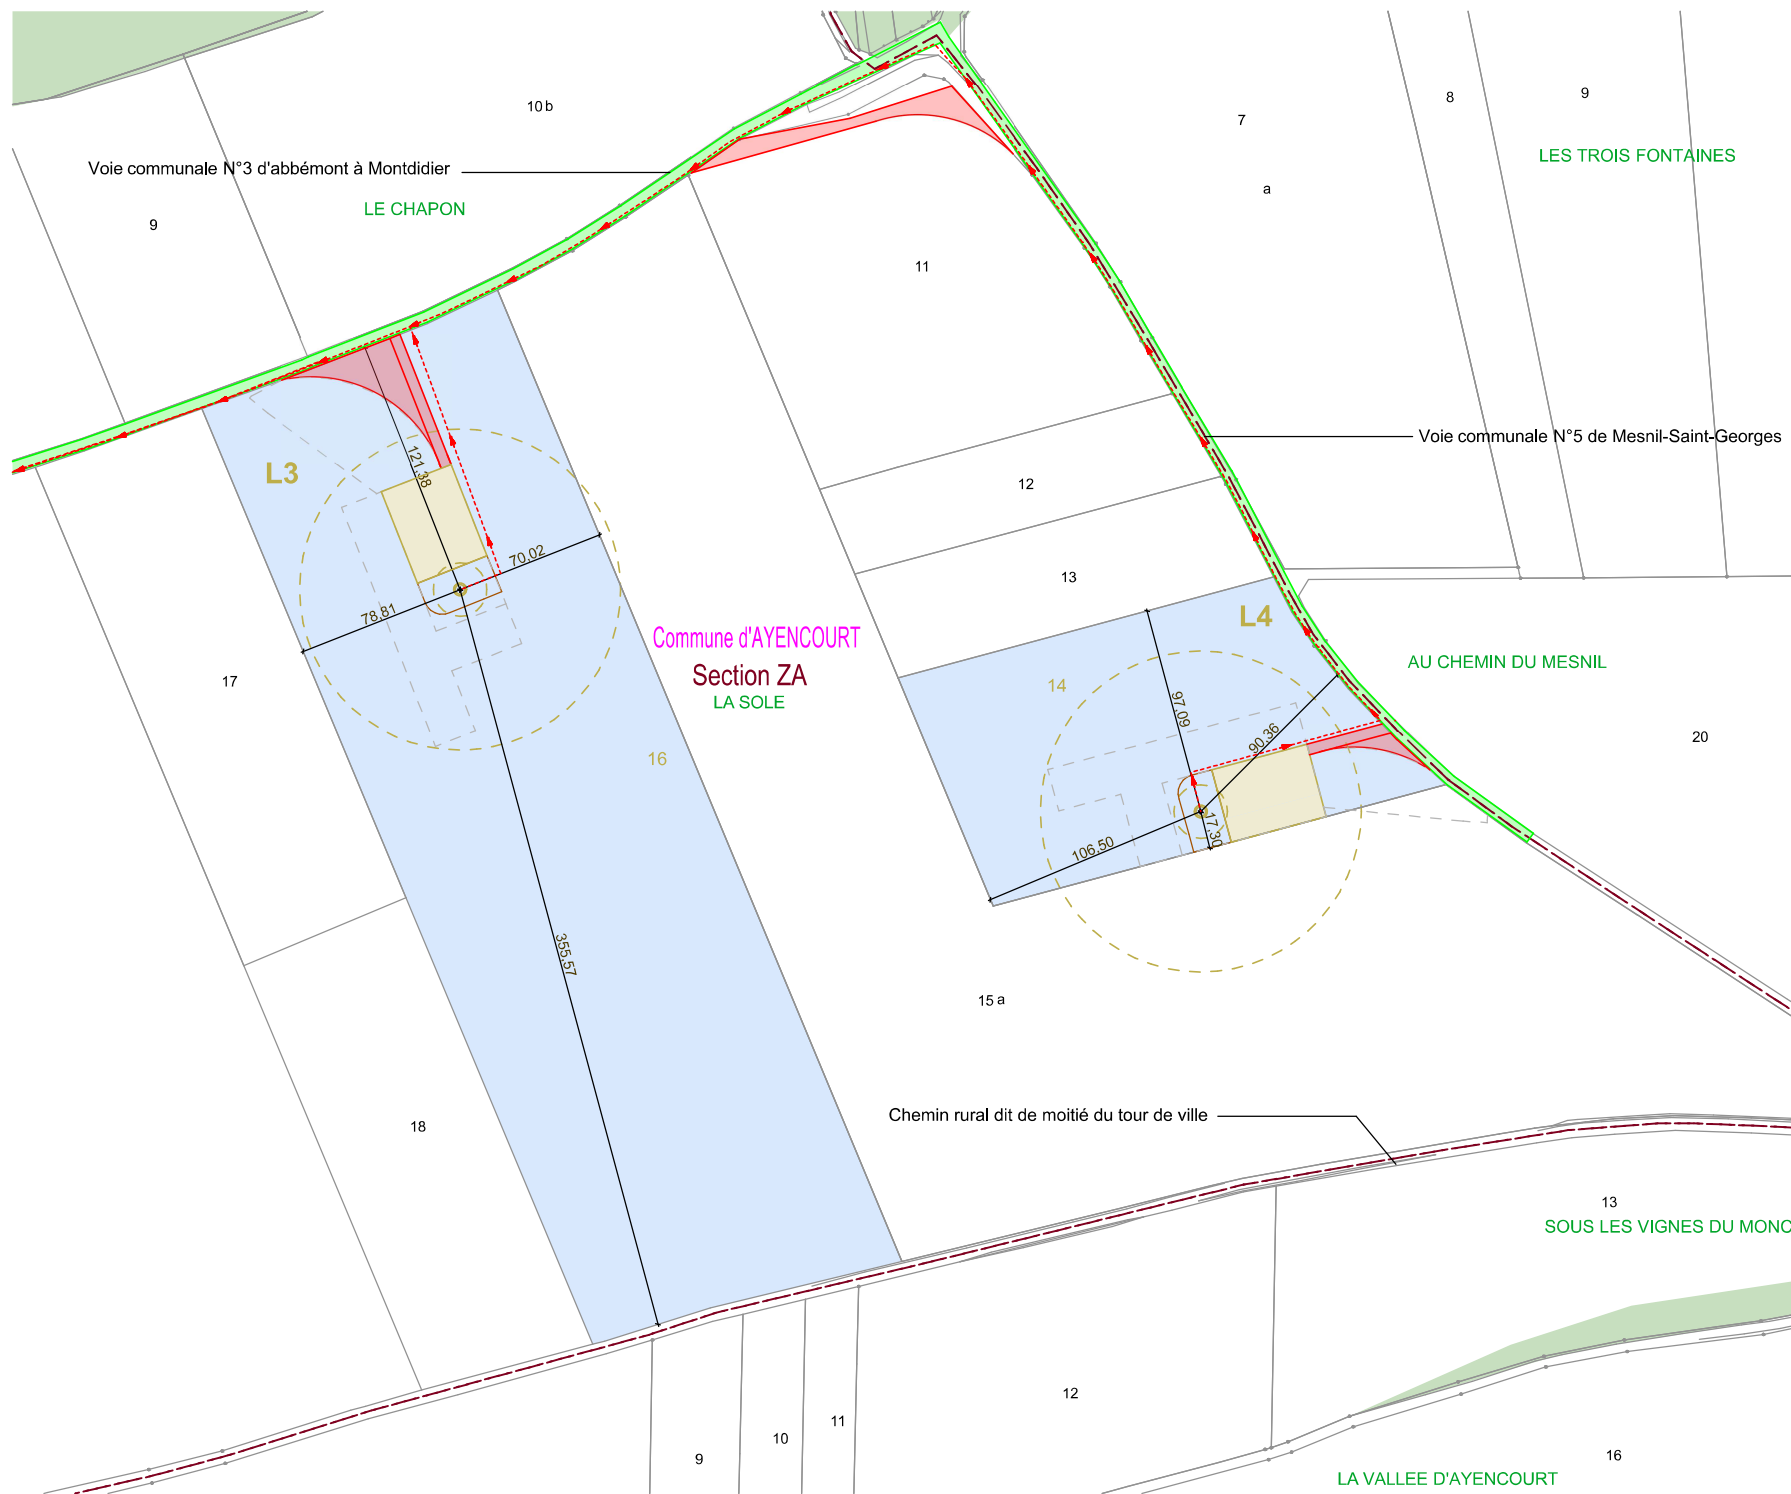 10 b
8
9
7
LES TROIS FONTAINES
Voie communale N°3 d'abbémont à Montdidier
a
LE CHAPON
9
11
Voie communale N°5 de Mesnil-Saint-Georges
121,38
L3
12
70,02
13
78,81
L4
Commune d'AYENCOURT
Section ZA
LA SOLE
AU CHEMIN DU MESNIL
17
14
97,09
90,36
20
16
17,30
106,50
355,57
15 a
Chemin rural dit de moitié du tour de ville
18
13
SOUS LES VIGNES DU MONC
12
11
10
9
16
LA VALLEE D'AYENCOURT